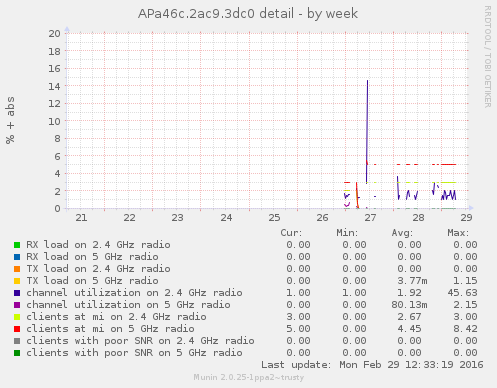 APa46c.2ac9.3dc0 detail - by week
RRDTOOL / TOBI OETIKER
% + abs
20
18
16
14
12
10
8
6
4
2
0
21 22 23 24 25 26 27 28 29
Cur: Min: Avg: Max:
RX load on 2.4 GHz radio 0.00 0.00 0.00 0.00
RX load on 5 GHz radio 0.00 0.00 0.00 0.00
TX load on 2.4 GHz radio 0.00 0.00 0.00 0.00
TX load on 5 GHz radio 0.00 0.00 3.77m 1.15
channel utilization on 2.4 GHz radio 1.00 1.00 1.92 45.63
channel utilization on 5 GHz radio 0.00 0.00 80.13m 2.15
clients at mi on 2.4 GHz radio 3.00 0.00 2.67 3.00
clients at mi on 5 GHz radio 5.00 0.00 4.45 8.42
clients with poor SNR on 2.4 GHz radio 0.00 0.00 0.00 0.00
clients with poor SNR on 5 GHz radio 0.00 0.00 0.00 0.00
Last update: Mon Feb 29 12:33:19 2016
Munin 2.0.25-1ppa2~trusty